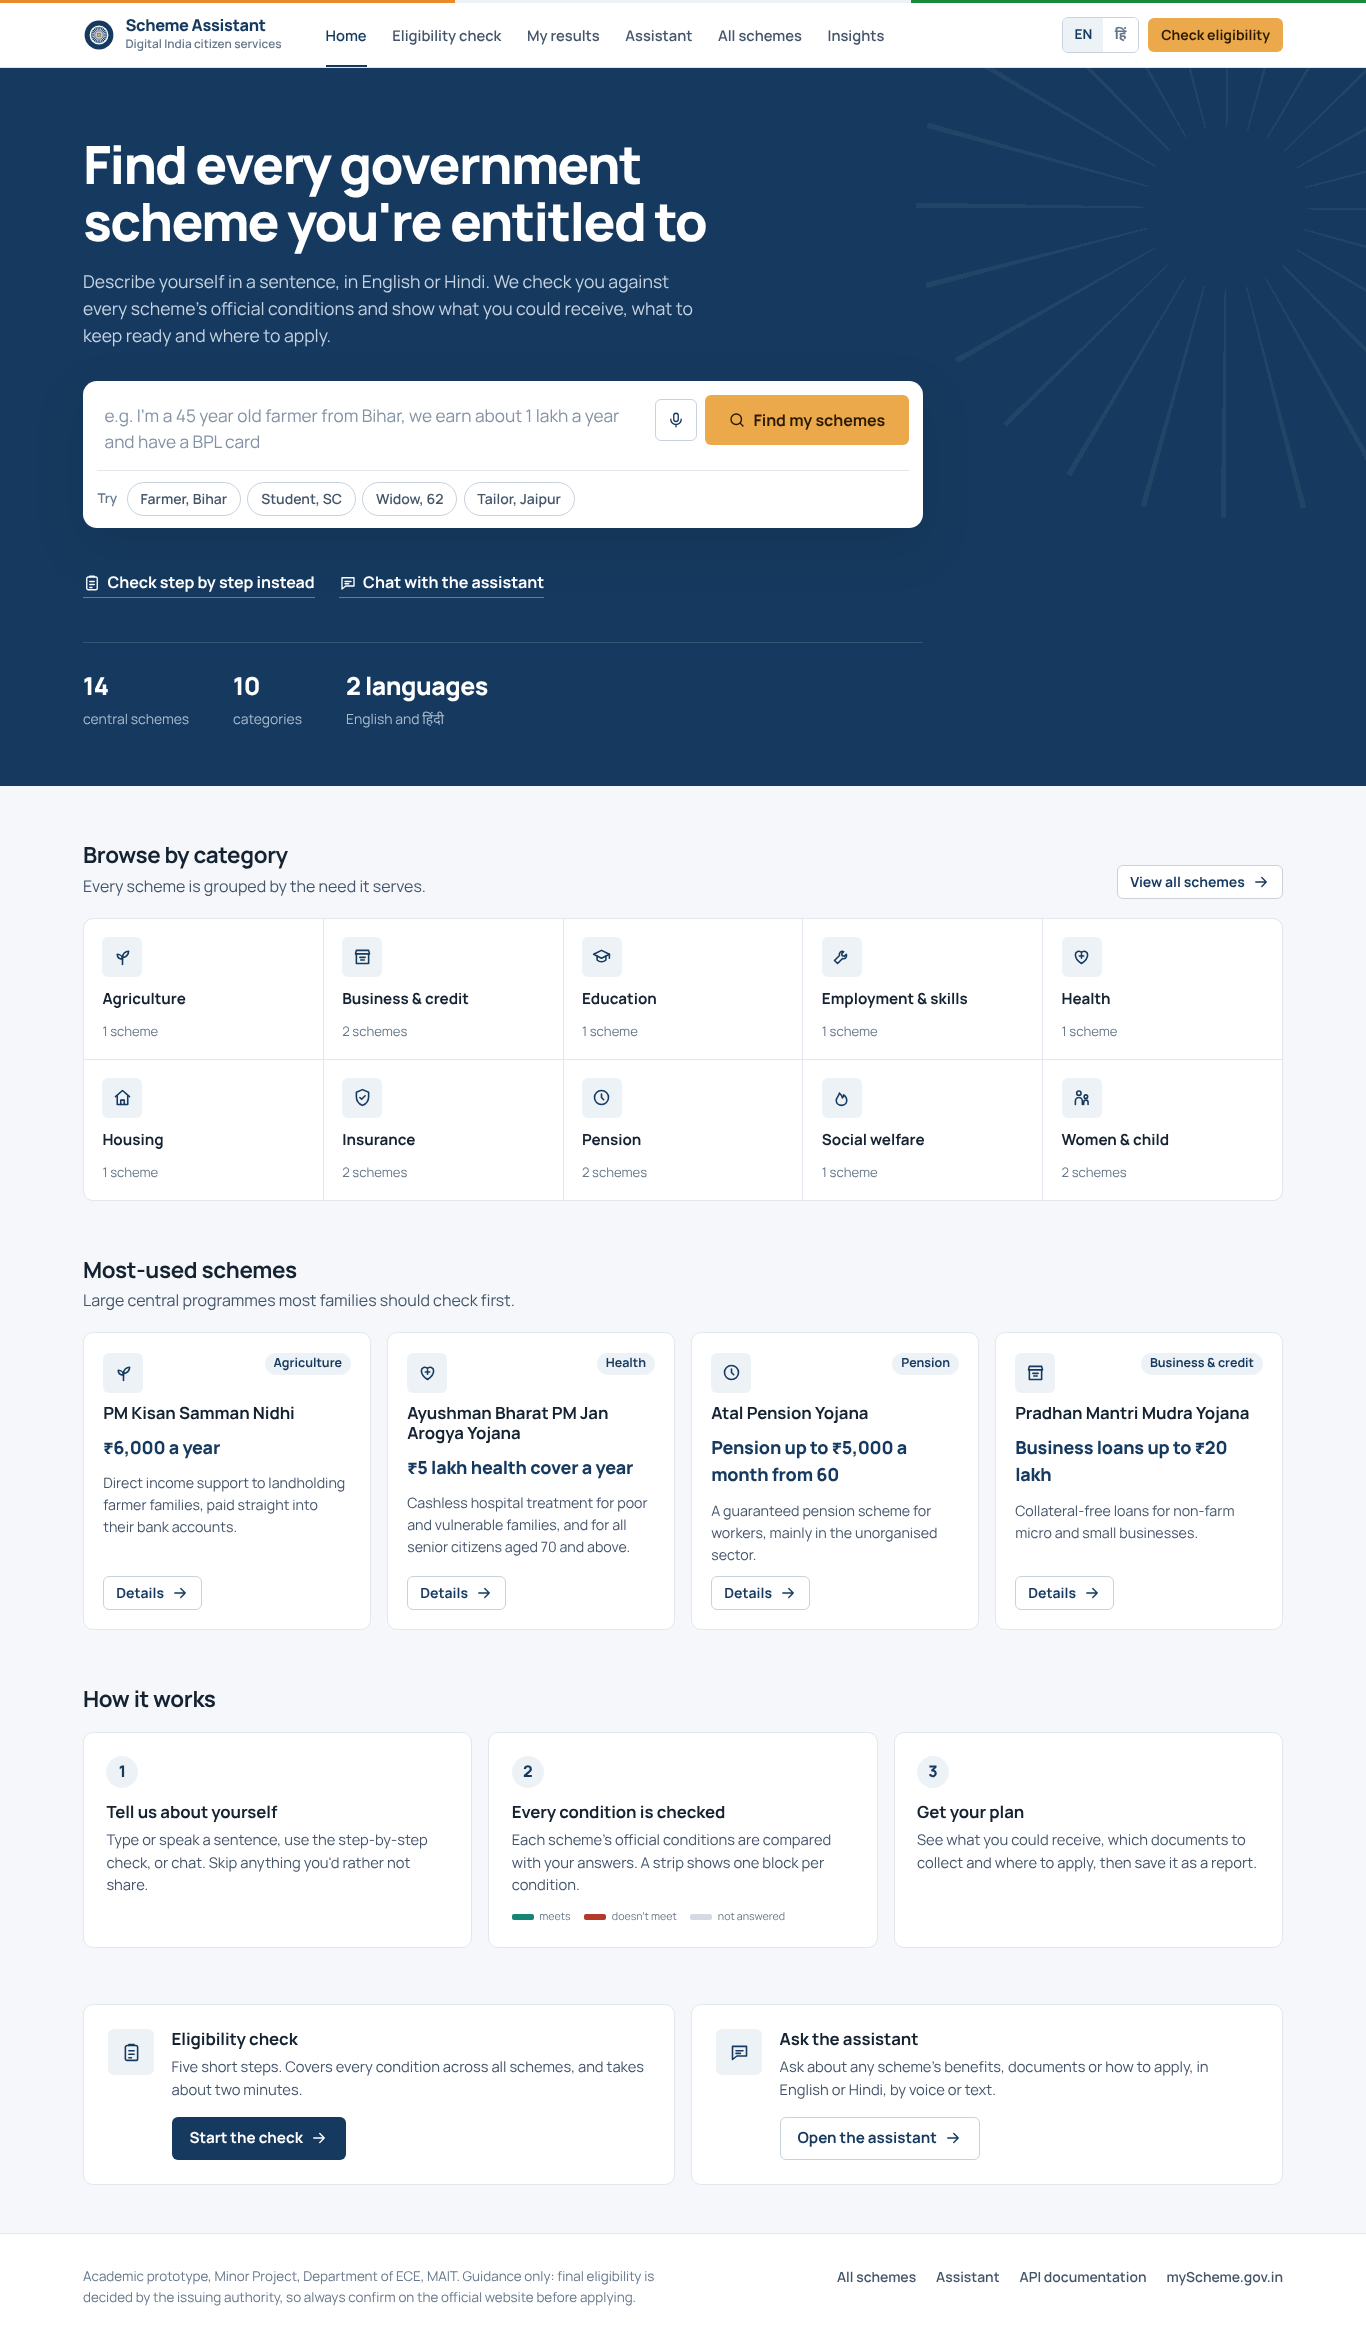 Scheme Assistant
Digital India citizen services
Home
Eligibility check
My results
Assistant
All schemes
Insights
EN
हिं
Check eligibility
Find every government
scheme you're entitled to
Describe yourself in a sentence, in English or Hindi. We check you against
every scheme's official conditions and show what you could receive, what to
keep ready and where to apply.
e.g. I'm a 45 year old farmer from Bihar, we earn about 1 lakh a year
and have a BPL card
Find my schemes
Try
Farmer, Bihar
Student, SC
Widow, 62
Tailor, Jaipur
Check step by step instead
Chat with the assistant
14
central schemes
10
categories
2 languages
English and हिंदी
Browse by category
Every scheme is grouped by the need it serves.
View all schemes
Agriculture
1 scheme
Business & credit
2 schemes
Education
1 scheme
Employment & skills
1 scheme
Health
1 scheme
Housing
1 scheme
Insurance
2 schemes
Pension
2 schemes
Social welfare
1 scheme
Women & child
2 schemes
Most-used schemes
Large central programmes most families should check first.
Agriculture
PM Kisan Samman Nidhi
₹6,000 a year
Direct income support to landholding
farmer families, paid straight into
their bank accounts.
Details
Health
Ayushman Bharat PM Jan
Arogya Yojana
₹5 lakh health cover a year
Cashless hospital treatment for poor
and vulnerable families, and for all
senior citizens aged 70 and above.
Details
Pension
Atal Pension Yojana
Pension up to ₹5,000 a
month from 60
A guaranteed pension scheme for
workers, mainly in the unorganised
sector.
Details
Business & credit
Pradhan Mantri Mudra Yojana
Business loans up to ₹20
lakh
Collateral-free loans for non-farm
micro and small businesses.
Details
How it works
1
Tell us about yourself
Type or speak a sentence, use the step-by-step
check, or chat. Skip anything you'd rather not
share.
2
Every condition is checked
Each scheme's official conditions are compared
with your answers. A strip shows one block per
condition.
meets
doesn't meet
not answered
3
Get your plan
See what you could receive, which documents to
collect and where to apply, then save it as a report.
Eligibility check
Five short steps. Covers every condition across all schemes, and takes
about two minutes.
Start the check
Ask the assistant
Ask about any scheme's benefits, documents or how to apply, in
English or Hindi, by voice or text.
Open the assistant
Academic prototype, Minor Project, Department of ECE, MAIT. Guidance only: final eligibility is
decided by the issuing authority, so always confirm on the official website before applying.
All schemes
Assistant
API documentation
myScheme.gov.in